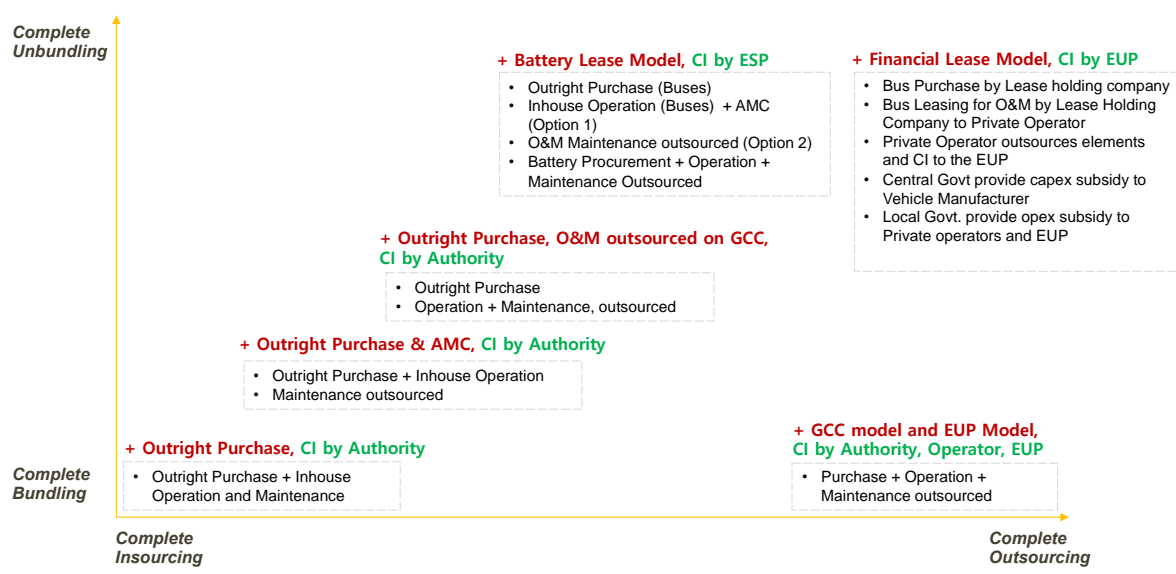 Complete
Unbundling
+ Battery Lease Model, CI by ESP
• Outright Purchase (Buses)
• Inhouse Operation (Buses) + AMC
(Option 1)
• O&M Maintenance outsourced (Option 2)
• Battery Procurement + Operation +
Maintenance Outsourced
+ Financial Lease Model, CI by EUP
• Bus Purchase by Lease holding company
• Bus Leasing for O&M by Lease Holding
Company to Private Operator
• Private Operator outsources elements
and CI to the EUP
• Central Govt provide capex subsidy to
Vehicle Manufacturer
• Local Govt. provide opex subsidy to
Private operators and EUP
+ Outright Purchase, O&M outsourced on GCC,
CI by Authority
• Outright Purchase
• Operation + Maintenance, outsourced
+ Outright Purchase & AMC, CI by Authority
• Outright Purchase + Inhouse Operation
• Maintenance outsourced
+ Outright Purchase, CI by Authority
• Outright Purchase + Inhouse
Operation and Maintenance
+ GCC model and EUP Model,
CI by Authority, Operator, EUP
• Purchase + Operation +
Maintenance outsourced
Complete
Bundling
Complete
Insourcing
Complete
Outsourcing